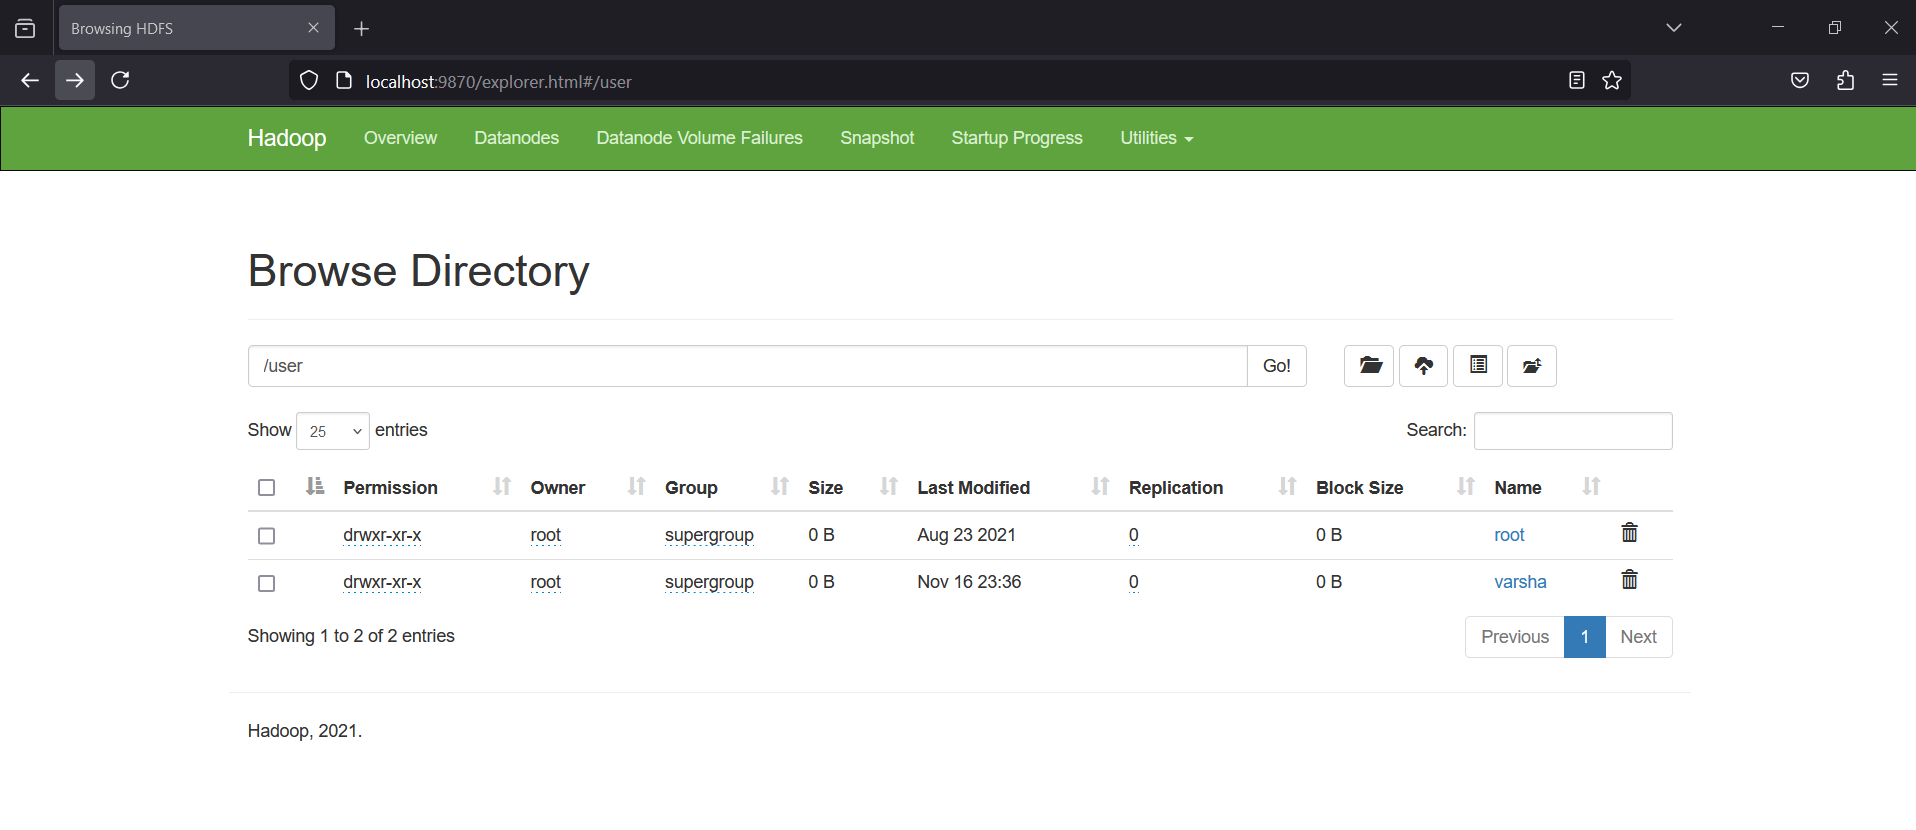 Browsing HDFS
localhost:9870/explorer.html#/user
Hadoop Overview Datanodes Datanode Volume Failures Snapshot Startup Progress Utilities
Browse Directory
/user Go!
Show 25 entries Search:
Permission Owner Group Size Last Modified Replication Block Size Name
drwxr-xr-x root supergroup 0 B Aug 23 2021 0 0 B root
drwxr-xr-x root supergroup 0 B Nov 16 23:36 0 0 B varsha
Showing 1 to 2 of 2 entries Previous 1 Next
Hadoop, 2021.